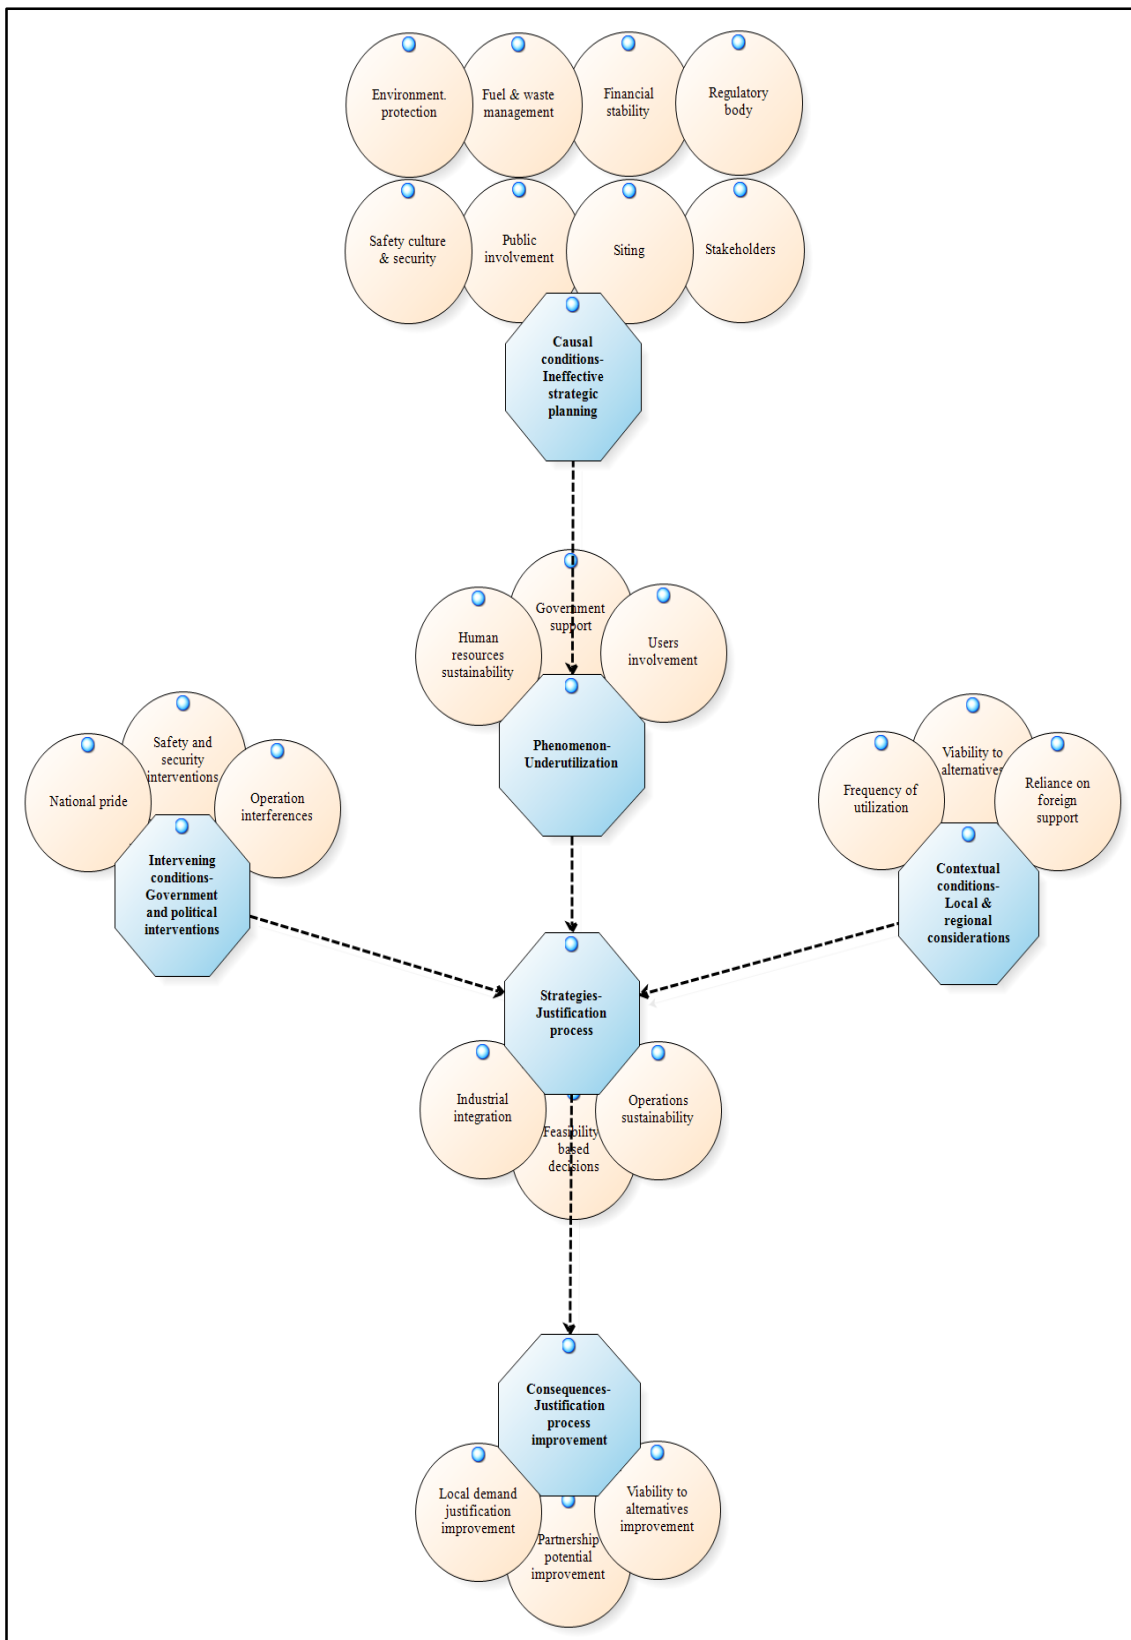 Environment.
protection
Fuel & waste
management
Financial
stability
Regulatory
body
Safety culture
& security
Public
involvement
Siting
Stakeholders
Causal
conditions-
Ineffective
strategic
planning
Government
support
Human
resources
sustainability
Users
involvement
Phenomenon-
Underutilization
Safety and
security
interventions
National pride
Operation
interferences
Intervening
conditions-
Government
and political
interventions
Viability to
alternatives
Frequency of
utilization
Reliance on
foreign
support
Contextual
conditions-
Local &
regional
considerations
Strategies-
Justification
process
Industrial
integration
Feasibility
based
decisions
Operations
sustainability
Consequences-
Justification
process
improvement
Local demand
justification
improvement
Partnership
potential
improvement
Viability to
alternatives
improvement